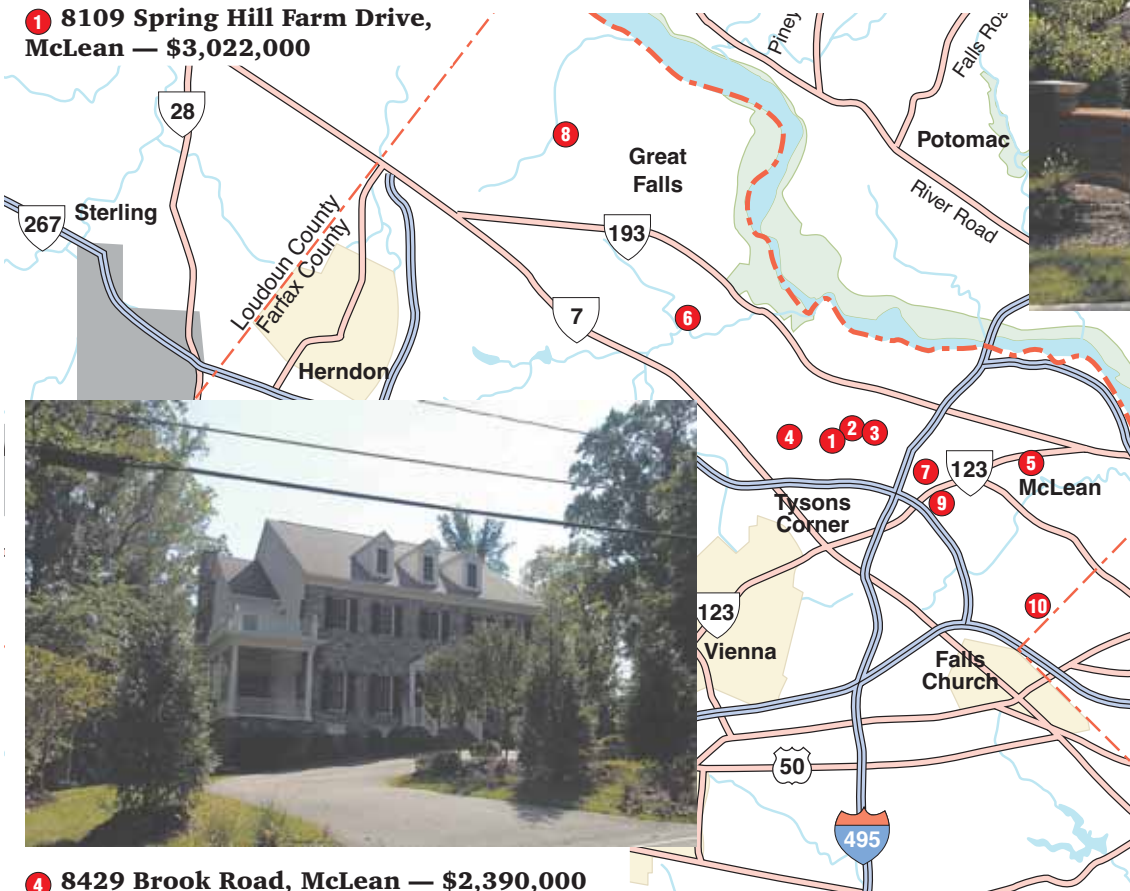 1 8109 Spring Hill Farm Drive,
McLean — $3,022,000
28
Piney
Falls Roa
8
Great
Falls
Potomac
267
Sterling
River Road
193
Loudoun County
Farfax County
7
6
Herndon
4
1
2
3
7
123
5
McLean
9
Tysons
Corner
10
123
Vienna
Falls
Church
50
495
4 8429 Brook Road, McLean — $2,390,000